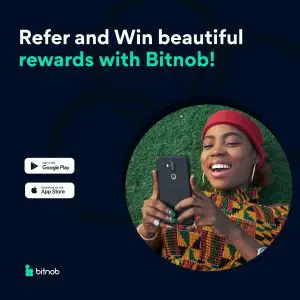 Refer and Win beautiful
rewards with Bitnob!
GET IT ON
Google Play
Download on the
App Store
bitnob